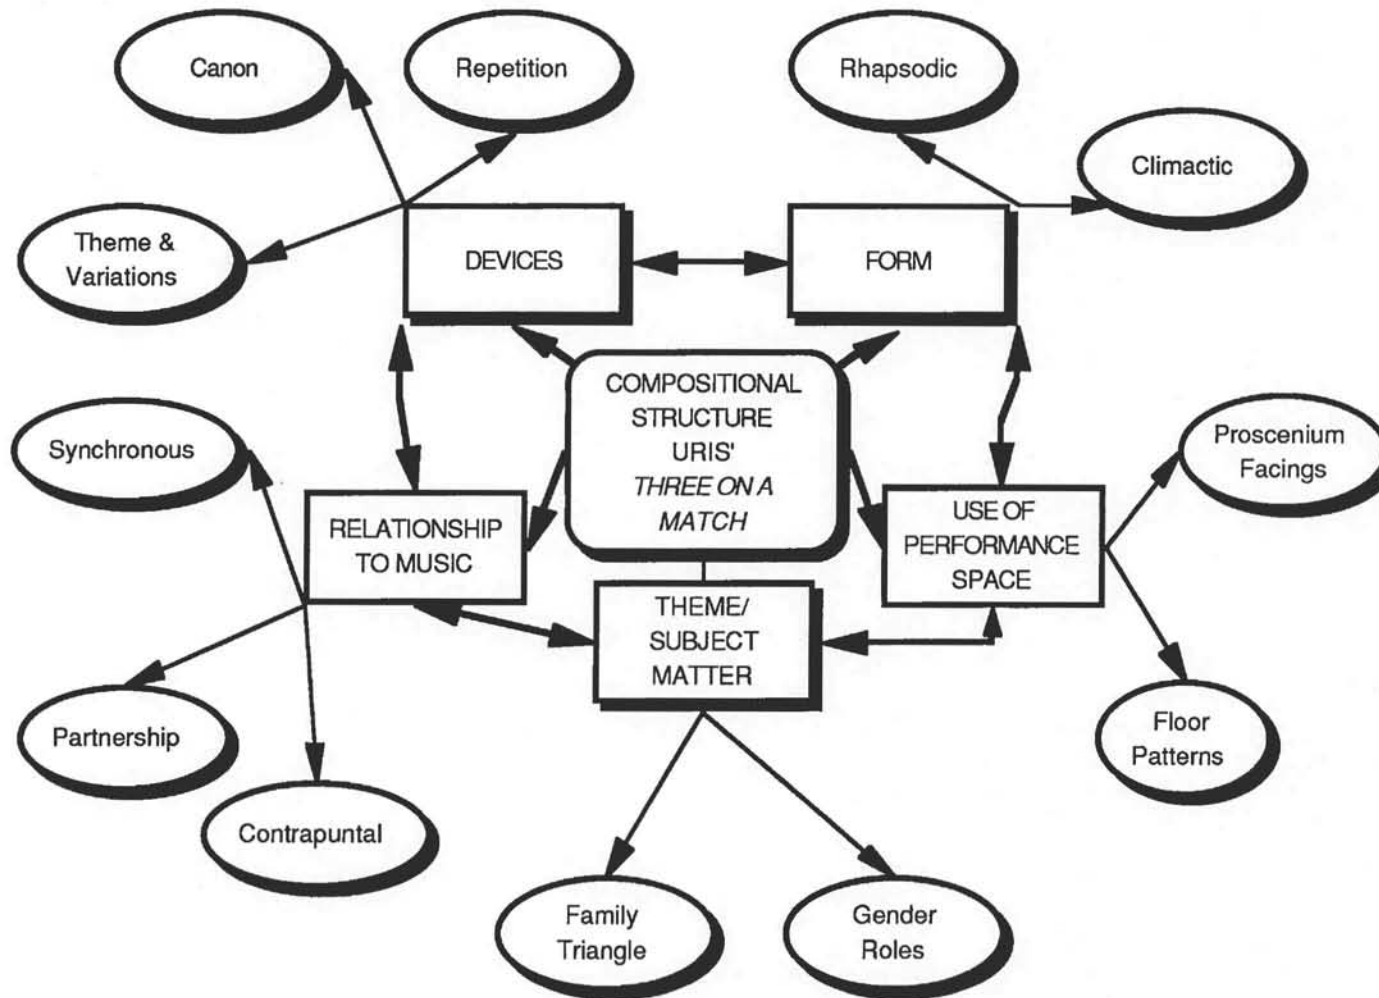 Canon
Repetition
Rhapsodic
Climactic
Theme &
Variations
DEVICES
FORM
COMPOSITIONAL
STRUCTURE
URIS'
THREE ON A
MATCH
Synchronous
Proscenium
Facings
RELATIONSHIP
TO MUSIC
USE OF
PERFORMANCE
SPACE
THEME/
SUBJECT
MATTER
Partnership
Floor
Patterns
Contrapuntal
Family
Triangle
Gender
Roles